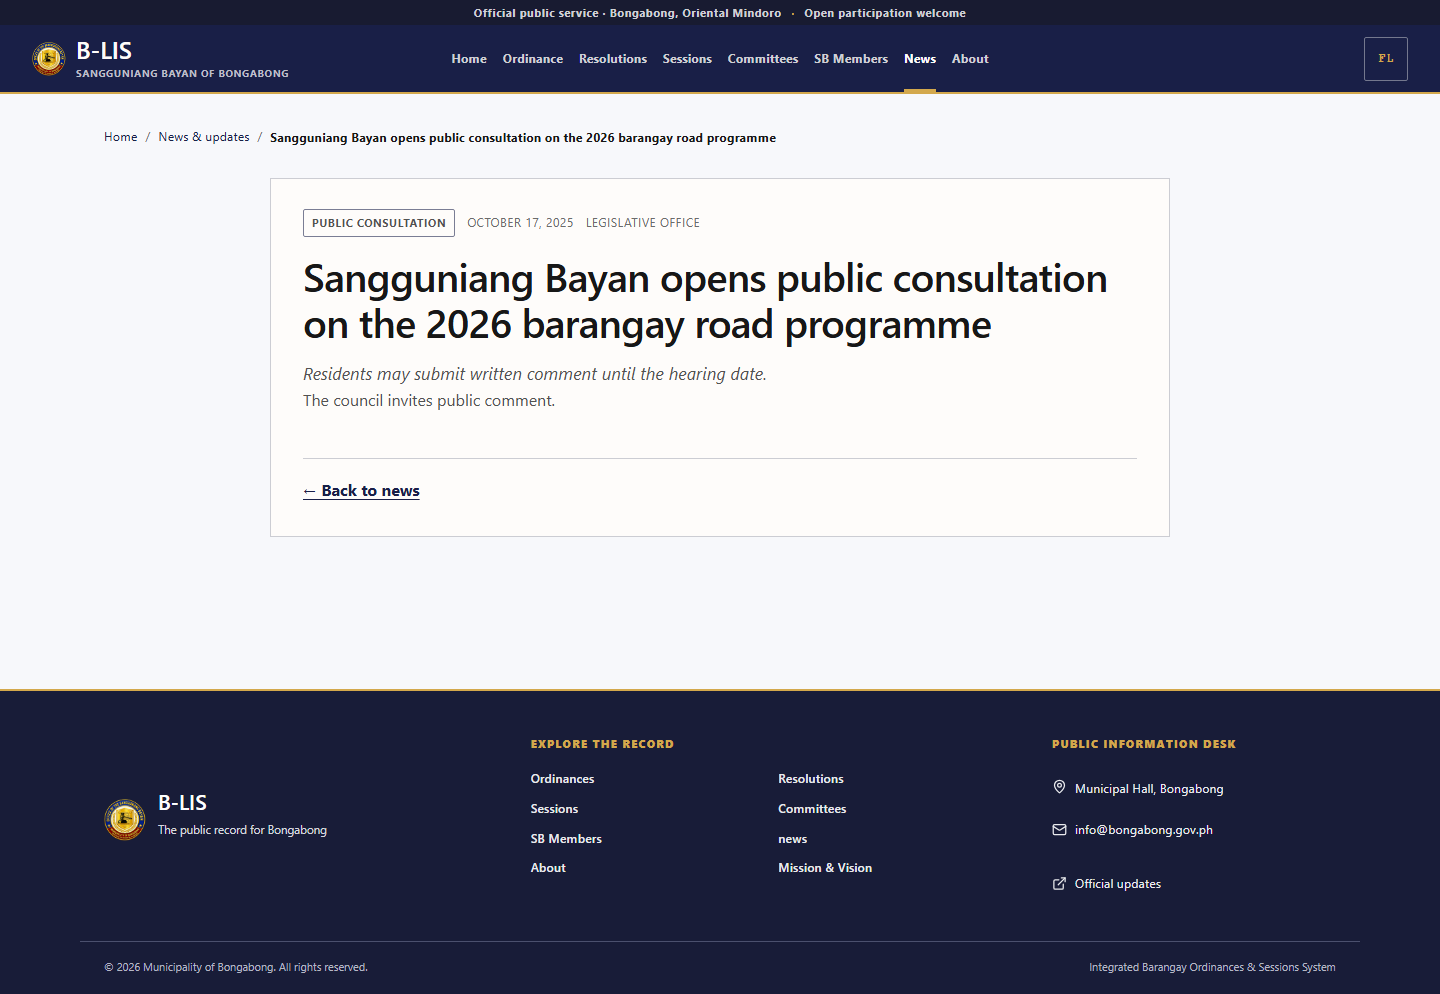 Official public service · Bongabong, Oriental Mindoro · Open participation welcome
B-LIS
SANGGUNIANG BAYAN OF BONGABONG
Home Ordinance Resolutions Sessions Committees SB Members News About
FL
Home / News & updates / Sangguniang Bayan opens public consultation on the 2026 barangay road programme
PUBLIC CONSULTATION OCTOBER 17, 2025 LEGISLATIVE OFFICE
Sangguniang Bayan opens public consultation
on the 2026 barangay road programme
Residents may submit written comment until the hearing date.
The council invites public comment.
← Back to news
B-LIS
The public record for Bongabong
EXPLORE THE RECORD
Ordinances Resolutions
Sessions Committees
SB Members news
About Mission & Vision
PUBLIC INFORMATION DESK
Municipal Hall, Bongabong
info@bongabong.gov.ph
Official updates
© 2026 Municipality of Bongabong. All rights reserved.
Integrated Barangay Ordinances & Sessions System